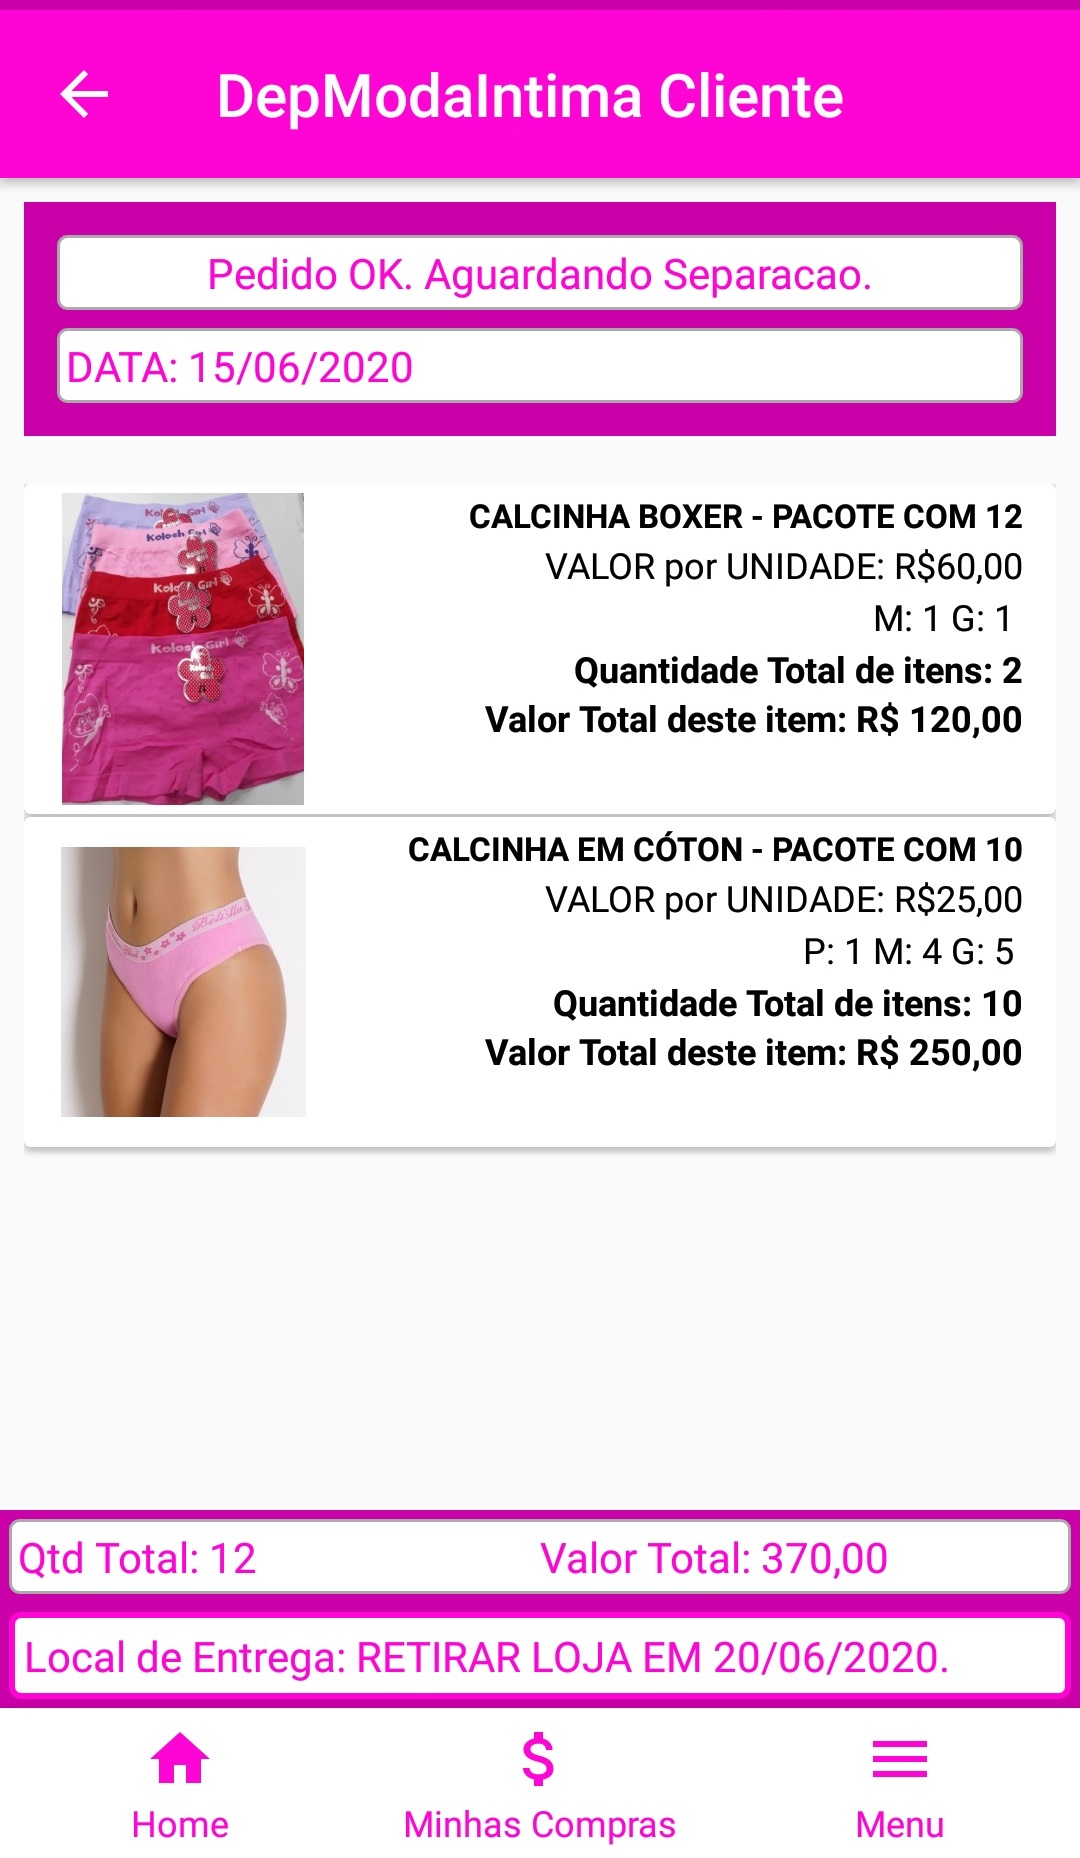 DepModaIntima Cliente
Pedido OK. Aguardando Separacao.
DATA: 15/06/2020
Kolosh Girl
Kolosh Girl
CALCINHA BOXER - PACOTE COM 12
VALOR por UNIDADE: R$60,00
M: 1 G: 1
Quantidade Total de itens: 2
Valor Total deste item: R$ 120,00
CALCINHA EM CÓTON - PACOTE COM 10
VALOR por UNIDADE: R$25,00
P: 1 M: 4 G: 5
Quantidade Total de itens: 10
Valor Total deste item: R$ 250,00
Qtd Total: 12 Valor Total: 370,00
Local de Entrega: RETIRAR LOJA EM 20/06/2020.
Home Minhas Compras Menu